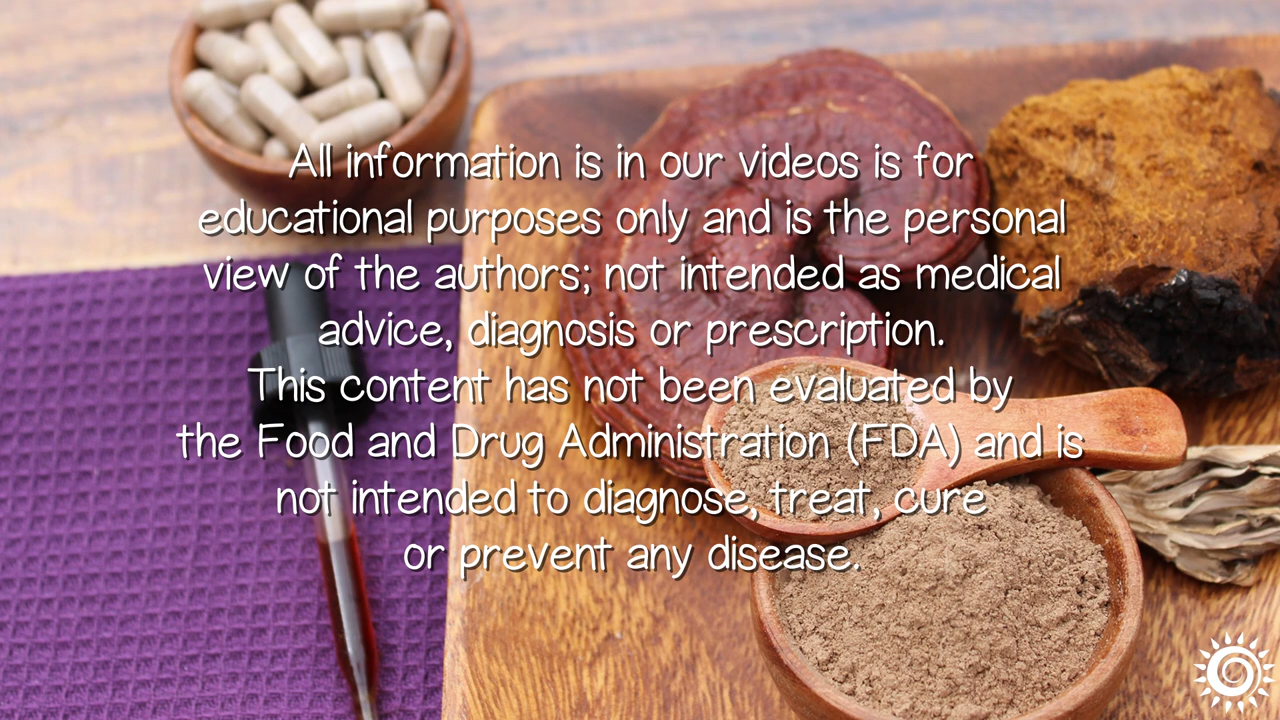 All information is in our videos is for
educational purposes only and is the personal
view of the authors; not intended as medical
advice, diagnosis or prescription.
This content has not been evaluated by
the Food and Drug Administration (FDA) and is
not intended to diagnose, treat, cure
or prevent any disease.